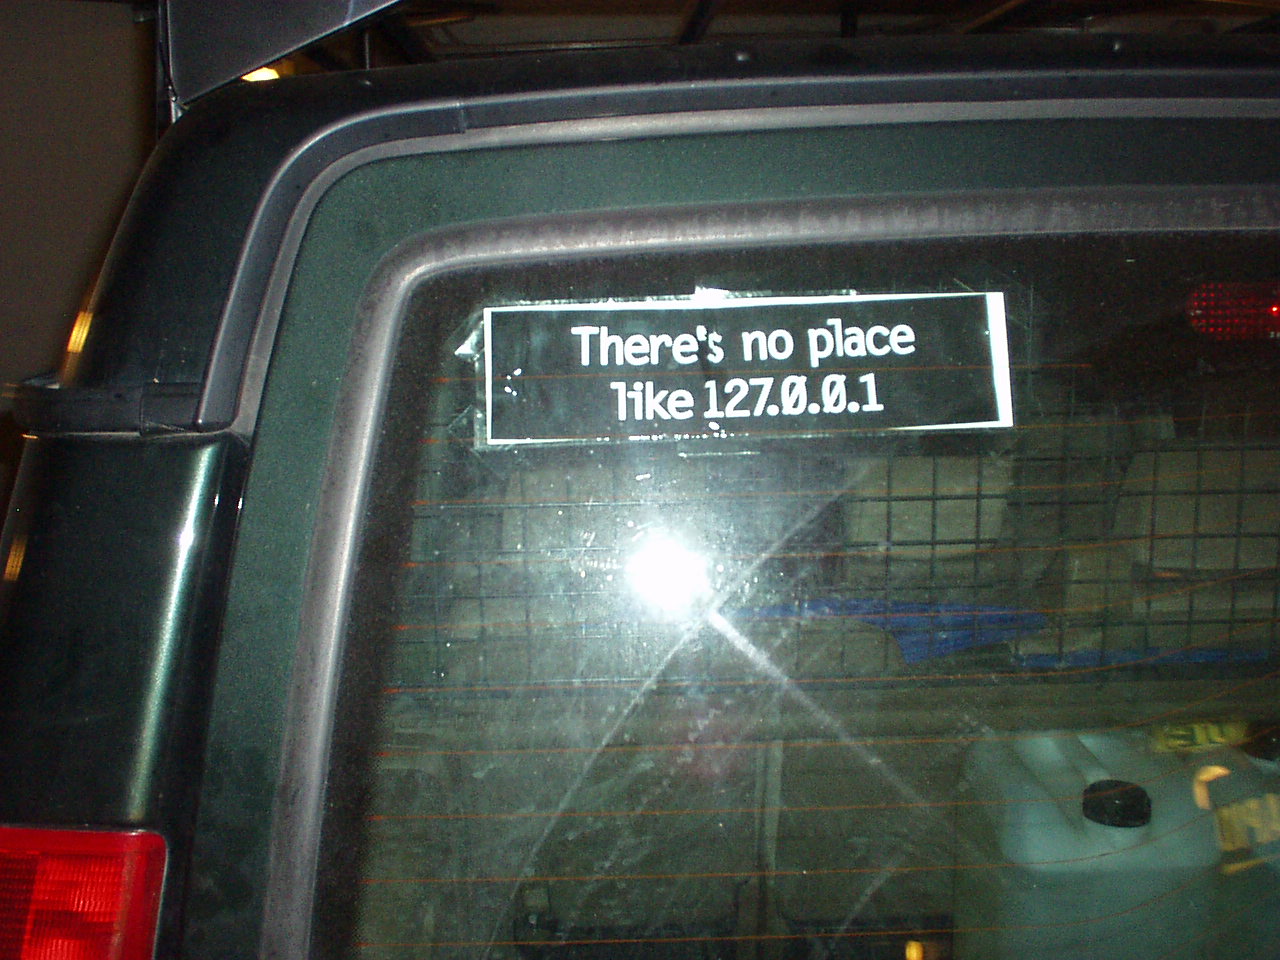 There's no place
like 127.0.0.1